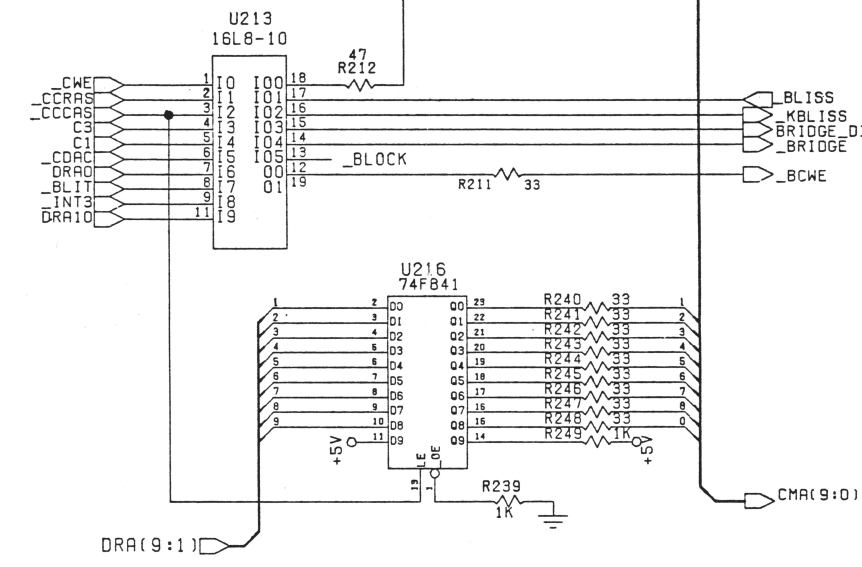 U213
16L8-10
47
R212
_CWE 1 I0 IO0 18
_CCRAS 2 I1 IO1 17 _BLISS
_CCCAS 3 I2 IO2 16 _KBLISS
C3 4 I3 IO3 15 BRIDGE_DI
C1 5 I4 IO4 14 _BRIDGE
_CDAC 6 I5 IO5 13 _BLOCK
DRA0 7 I6 O0 12 _BCWE
_BLIT 8 I7 O1 19 R211 33
_INT3 9 I8
DRA10 11 I9
U216
74F841
1 2 D0 Q0 23 R240 33 1
2 3 D1 Q1 22 R241 33 2
3 4 D2 Q2 21 R242 33 3
4 5 D3 Q3 20 R243 33 4
5 6 D4 Q4 19 R244 33 5
6 7 D5 Q5 18 R245 33 6
7 8 D6 Q6 17 R246 33 7
8 9 D7 Q7 16 R247 33 8
9 10 D8 Q8 16 R248 33 0
+5V 11 D9 Q9 14 R249 1K +5V
LE _OE
R239
1K
CMA(9:0)
DRA(9:1)